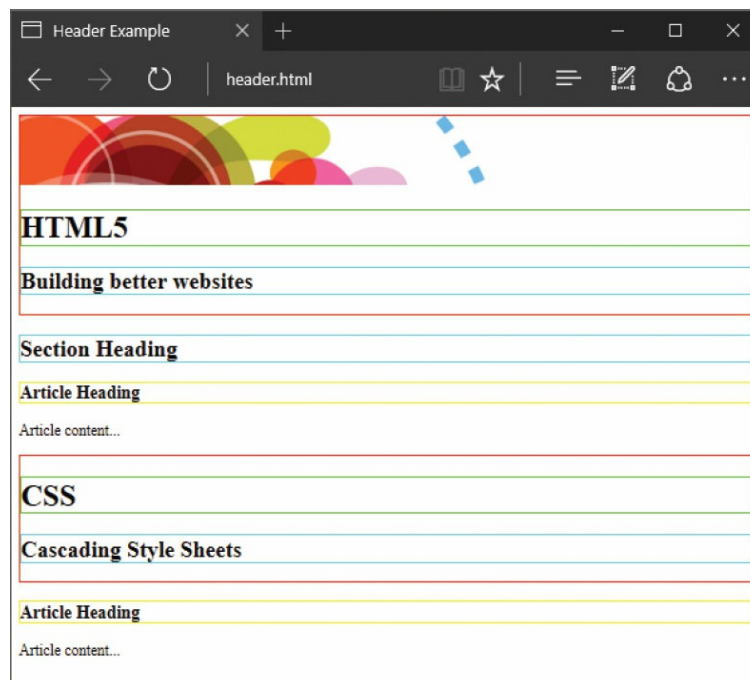 Header Example
header.html
HTML5
Building better websites
Section Heading
Article Heading
Article content...
CSS
Cascading Style Sheets
Article Heading
Article content...